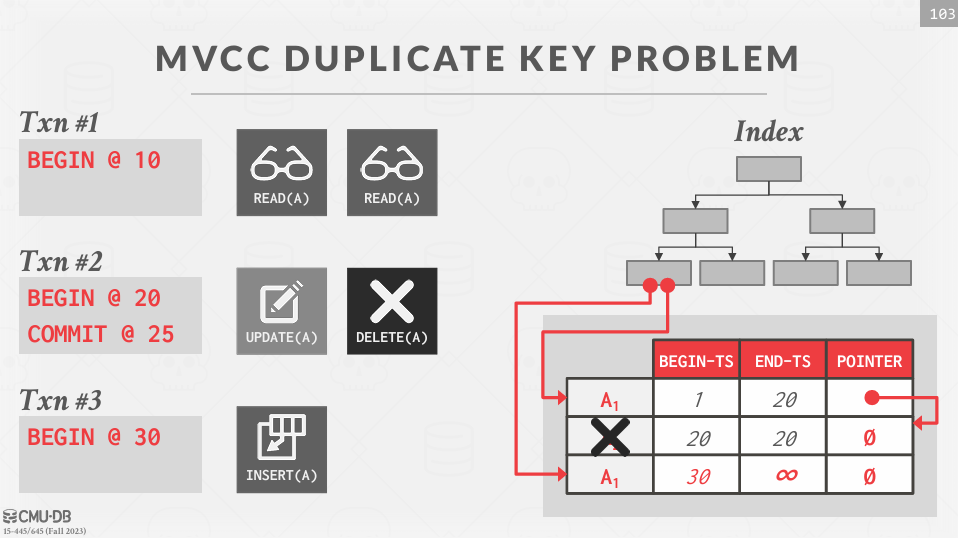 103
MVCC DUPLICATE KEY PROBLEM
Txn #1
BEGIN @ 10
READ(A)
READ(A)
Txn #2
BEGIN @ 20
COMMIT @ 25
UPDATE(A)
DELETE(A)
Txn #3
BEGIN @ 30
INSERT(A)
Index
BEGIN-TS END-TS POINTER
A₁ 1 20
20 20 Ø
A₁ 30 ∞ Ø
CMU·DB
15-445/645 (Fall 2023)